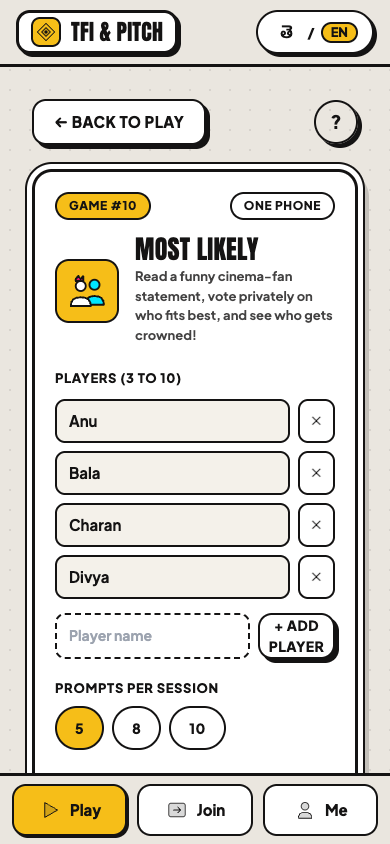 TFI & PITCH
తె / EN
← BACK TO PLAY
?
GAME #10
ONE PHONE
MOST LIKELY
Read a funny cinema-fan
statement, vote privately on
who fits best, and see who gets
crowned!
PLAYERS (3 TO 10)
Anu ×
Bala ×
Charan ×
Divya ×
Player name
+ ADD
PLAYER
PROMPTS PER SESSION
5 8 10
Play Join Me